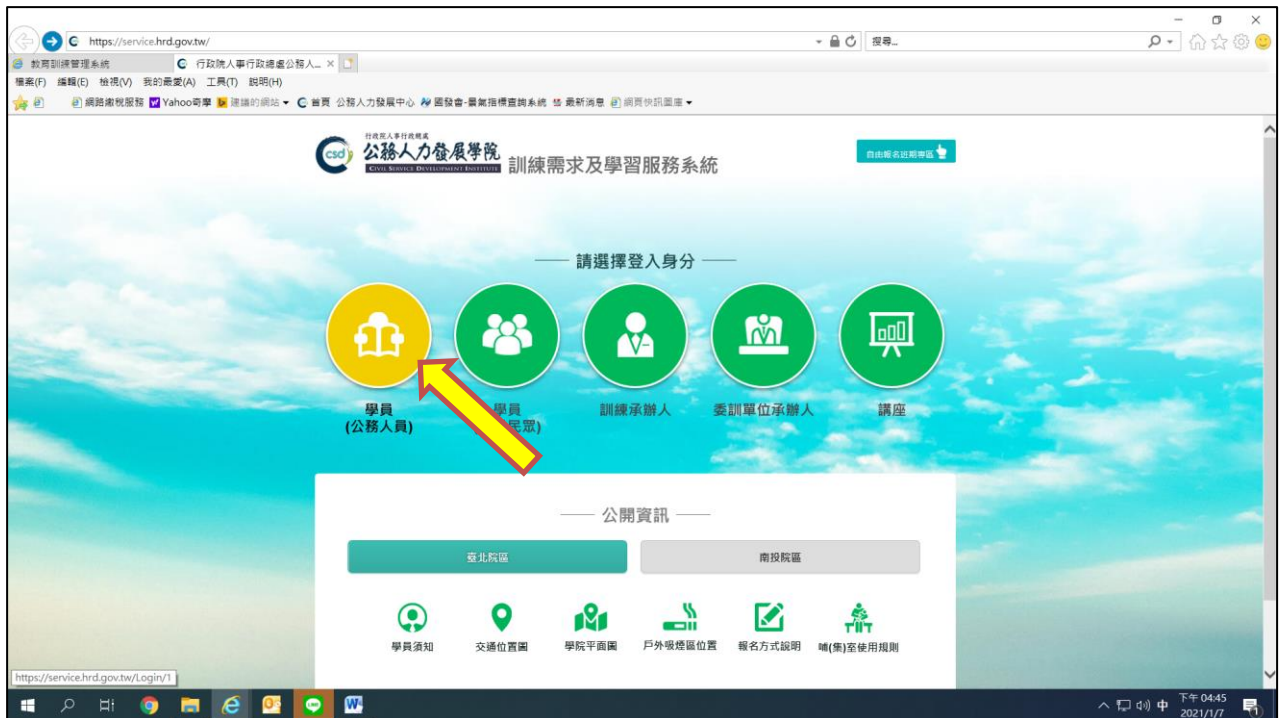 https://service.hrd.gov.tw/
搜尋...
教育訓練管理系統
行政院人事行政總處公務人...
檔案(F) 編輯(E) 檢視(V) 我的最愛(A) 工具(T) 說明(H)
網路繳稅服務 Yahoo奇摩 建議的網站 首頁 公務人力發展中心 國發會-景氣指標查詢系統 最新消息 網頁快訊圖庫
行政院人事行政總處
csd
公務人力發展學院
CIVIL SERVICE DEVELOPMENT INSTITUTE
訓練需求及學習服務系統
自由報名班期專區
請選擇登入身分
學員
(公務人員)
學員
民眾)
訓練承辦人
委訓單位承辦人
講座
公開資訊
臺北院區
南投院區
學員須知
交通位置圖
學院平面圖
戶外吸煙區位置
報名方式說明
哺(集)室使用規則
https://service.hrd.gov.tw/Login/1
中
下午 04:45
2021/1/7